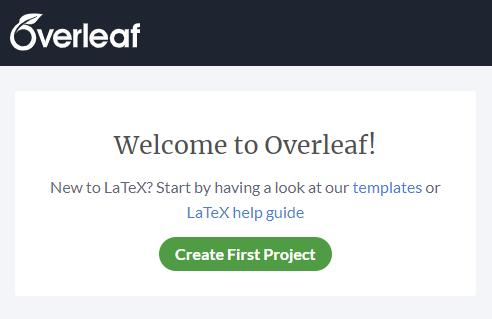 Overleaf
Welcome to Overleaf!
New to LaTeX? Start by having a look at our templates or
LaTeX help guide
Create First Project